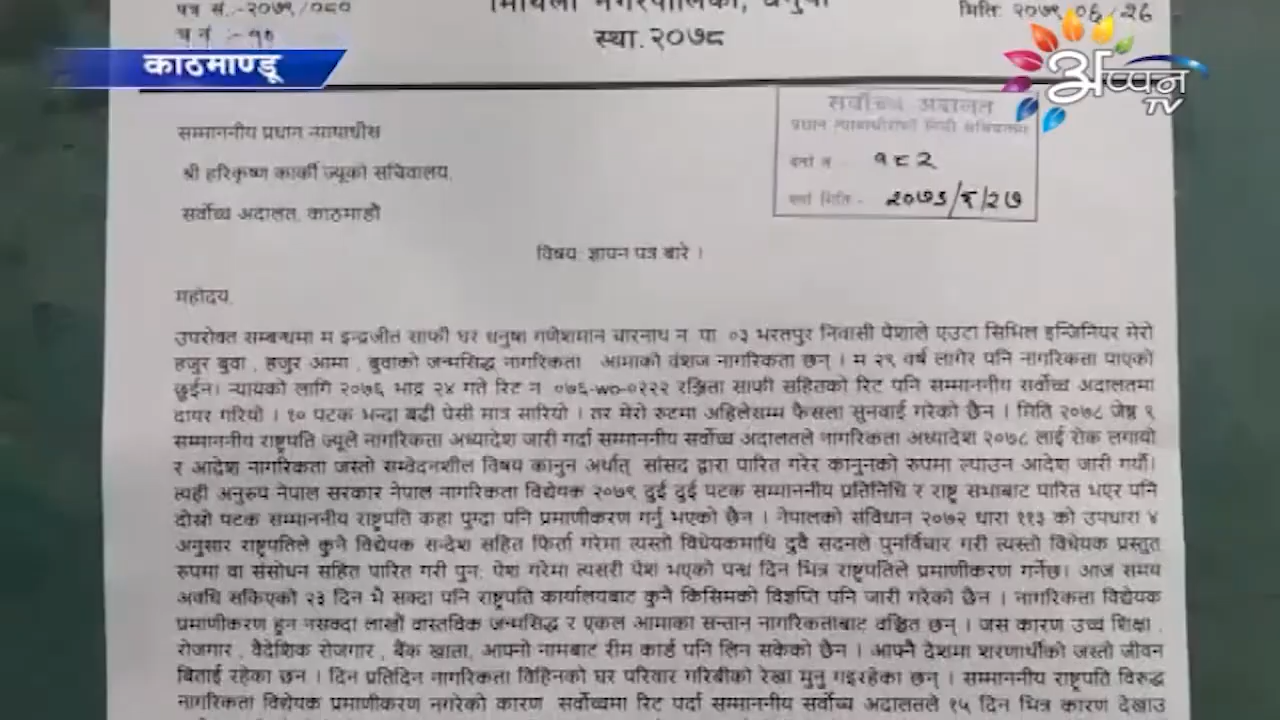 पत्र सं.-२०७९/०८०
मिथिला नगरपालिका, धनुषा
मिति: २०७९/०६/२६
च नं :-१०
स्था.२०७८
काठमाण्डू
अप्पन
TV
सर्वोच्च अदालत
दर्ता नं - १८२
दर्ता मिति - २०७९/६/२७
सम्माननीय प्रधान न्यायाधीस
श्री हरिकृष्ण कार्की ज्यूको सचिवालय,
सर्वोच्च अदालत, काठमाडौं
विषय: ज्ञापन पत्र बारे ।
महोदय,
उपरोक्त सम्बन्धमा म इन्द्रजीत साफी घर धनुषा गणेशमान चारनाथ न पा ०३ भरतपुर निवासी पेशाले एउटा सिभिल इन्जिनियर मेरो
हजुर बुवा , हजुर आमा , बुवाको जन्मसिद्ध नागरिकता आमाको वंशज नागरिकता छन् । म २९ वर्ष लागेर पनि नागरिकता पाएको
छुईन। न्यायको लागि २०७६ भाद्र २४ गते रिट न ०७६-wo-०२२२ रञ्जिता साफी सहितको रिट पनि सम्माननीय सर्वोच्च अदालतमा
दायर गरियो । १० पटक भन्दा बढी पेसी मात्र सारियो । तर मेरो रुटमा अहिलेसम्म फैसला सुनवाई गरेको छैन । मिति २०७८ जेष्ठ ९
सम्माननीय राष्ट्रपति ज्यूले नागरिकता अध्यादेश जारी गर्दा सम्माननीय सर्वोच्च अदालतले नागरिकता अध्यादेश २०७८ लाई रोक लगायो
र आदेश नागरिकता जस्तो सम्वेदनशील विषय कानुन अर्थात् सांसद द्वारा पारित गरेर कानुनको रुपमा ल्याउन आदेश जारी गर्यौ।
त्यही अनुरुप नेपाल सरकार नेपाल नागरिकता विद्येयक २०७९ दुई दुई पटक सम्माननीय प्रतिनिधि र राष्ट्र सभाबाट पारित भएर पनि
दोस्रो पटक सम्माननीय राष्ट्रपति कहा पुग्दा पनि प्रमाणीकरण गर्नु भएको छैन । नेपालको संविधान २०७२ धारा ११३ को उपधारा ४
अनुसार राष्ट्रपतिले कुनै विद्येयक सन्देश सहित फिर्ता गरेमा त्यस्तो विधेयकमाथि दुवै सदनले पुनर्विचार गरी त्यस्तो विधेयक प्रस्तुत
रुपमा वा संसोधन सहित पारित गरी पुन: पेश गरेमा त्यसरी पेश भएको पन्ध्र दिन भित्र राष्ट्रपतिले प्रमाणीकरण गर्नेछ। आज समय
अवधि सकिएको २३ दिन भै सक्दा पनि राष्ट्रपति कार्यालयबाट कुनै किसिमको विज्ञप्ति पनि जारी गरेको छैन । नागरिकता विद्येयक
प्रमाणीकरण हुन नसक्दा लाखौं वास्तविक जन्मसिद्ध र एकल आमाका सन्तान नागरिकताबाट वञ्चित छन् । जस कारण उच्च शिक्षा ,
रोजगार , वैदेशिक रोजगार , बैंक खाता, आफ्नो नामबाट सीम कार्ड पनि लिन सकेको छैन । आफ्नै देशमा शरणार्थीको जस्तो जीवन
बिताई रहेका छन । दिन प्रतिदिन नागरिकता विहिनको घर परिवार गरिबीको रेखा मुनु गइरहेका छन् । सम्माननीय राष्ट्रपति विरुद्ध
नागरिकता विद्येयक प्रमाणीकरण नगरेको कारण सर्वोच्चमा रिट पर्दा सम्माननीय सर्वोच्च अदालतले १५ दिन भित्र कारण देखाउ